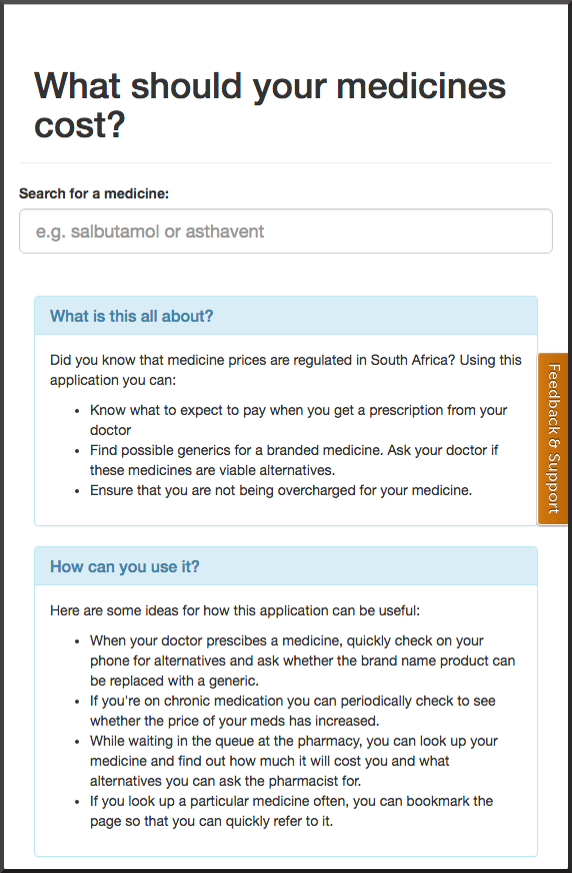 What should your medicines
cost?
Search for a medicine:
e.g. salbutamol or asthavent
What is this all about?
Did you know that medicine prices are regulated in South Africa? Using this
application you can:
• Know what to expect to pay when you get a prescription from your
doctor
• Find possible generics for a branded medicine. Ask your doctor if
these medicines are viable alternatives.
• Ensure that you are not being overcharged for your medicine.
Feedback & Support
How can you use it?
Here are some ideas for how this application can be useful:
• When your doctor prescibes a medicine, quickly check on your
phone for alternatives and ask whether the brand name product can
be replaced with a generic.
• If you're on chronic medication you can periodically check to see
whether the price of your meds has increased.
• While waiting in the queue at the pharmacy, you can look up your
medicine and find out how much it will cost you and what
alternatives you can ask the pharmacist for.
• If you look up a particular medicine often, you can bookmark the
page so that you can quickly refer to it.